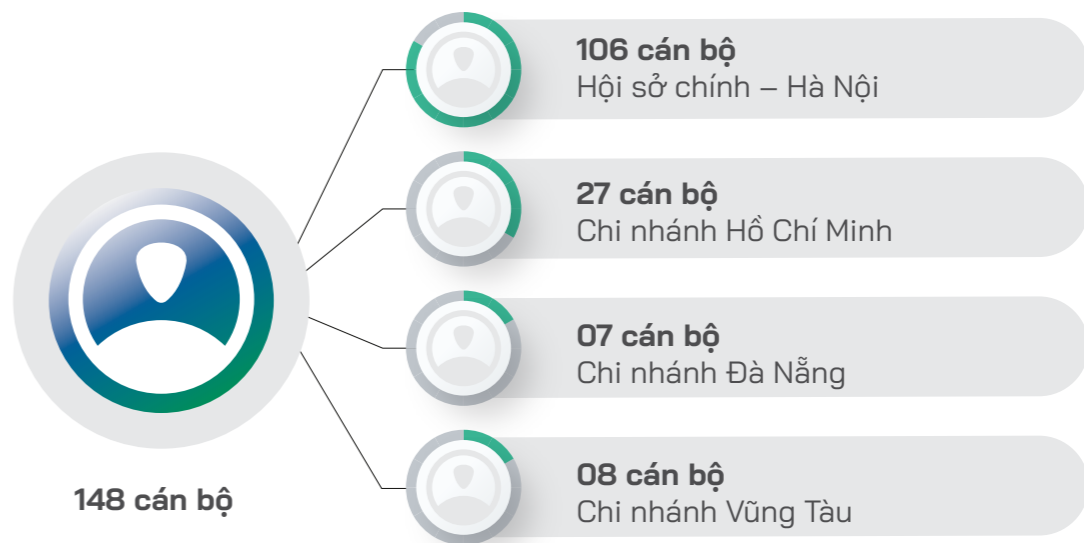 106 cán bộ
Hội sở chính – Hà Nội
27 cán bộ
Chi nhánh Hồ Chí Minh
07 cán bộ
Chi nhánh Đà Nẵng
08 cán bộ
Chi nhánh Vũng Tàu
148 cán bộ